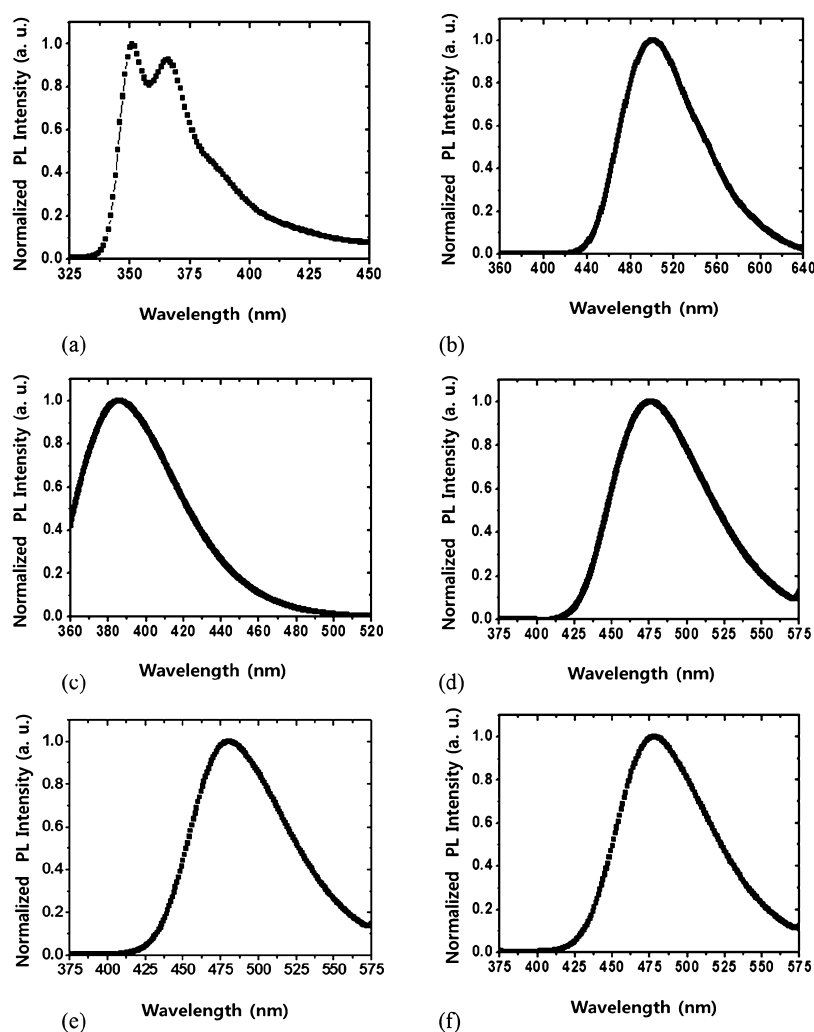 Normalized PL Intensity (a. u.)
1.0
0.8
0.6
0.4
0.2
0.0
325 350 375 400 425 450
Wavelength (nm)
(a)
Normalized PL Intensity (a. u.)
1.0
0.8
0.6
0.4
0.2
0.0
360 400 440 480 520 560 600 640
Wavelength (nm)
(b)
Normalized PL Intensity (a. u.)
1.0
0.8
0.6
0.4
0.2
0.0
360 380 400 420 440 460 480 500 520
Wavelength (nm)
(c)
Normalized PL Intensity (a. u.)
1.0
0.8
0.6
0.4
0.2
0.0
375 400 425 450 475 500 525 550 575
Wavelength (nm)
(d)
Normalized PL Intensity (a. u.)
1.0
0.8
0.6
0.4
0.2
0.0
375 400 425 450 475 500 525 550 575
Wavelength (nm)
(e)
Normalized PL Intensity (a. u.)
1.0
0.8
0.6
0.4
0.2
0.0
375 400 425 450 475 500 525 550 575
Wavelength (nm)
(f)